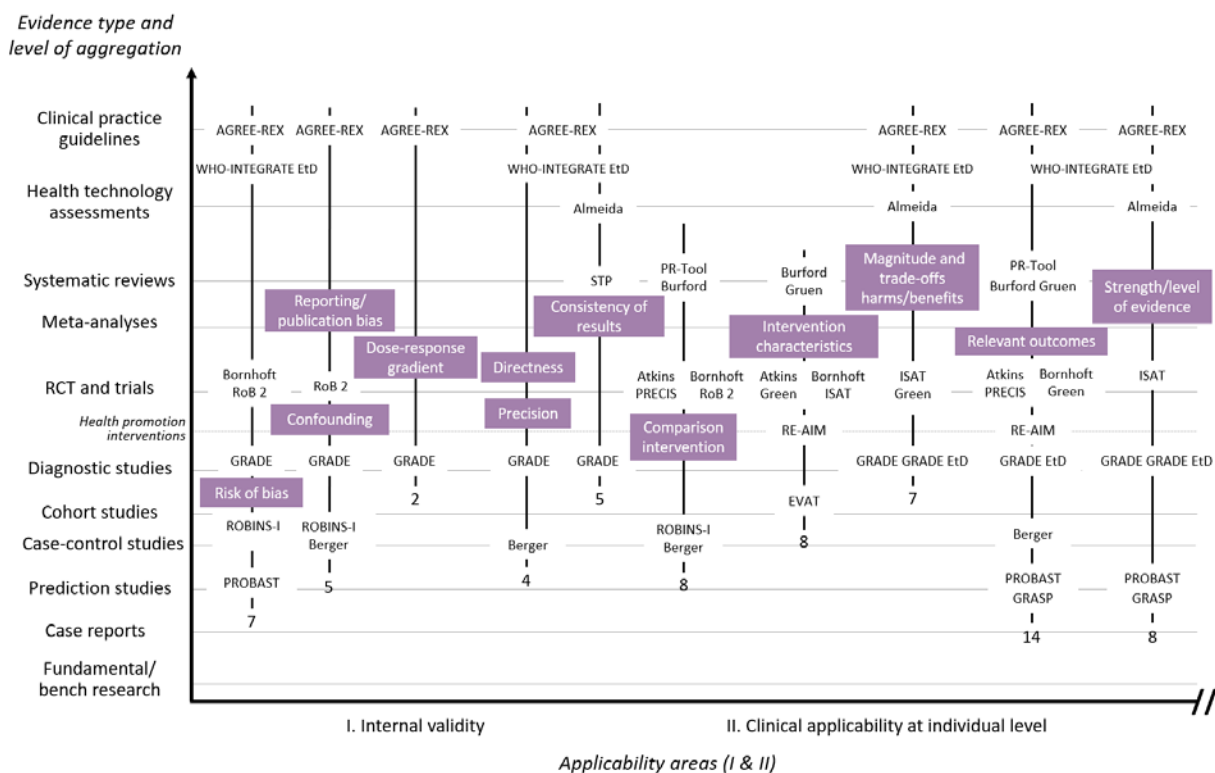 Evidence type and
level of aggregation
Clinical practice
guidelines
AGREE-REX AGREE-REX AGREE-REX AGREE-REX AGREE-REX AGREE-REX AGREE-REX
WHO-INTEGRATE EtD WHO-INTEGRATE EtD WHO-INTEGRATE EtD WHO-INTEGRATE EtD
Health technology
assessments
Almeida Almeida Almeida
Systematic reviews
STP
PR-Tool
Burford
Burford
Gruen
Magnitude and
trade-offs
harms/benefits
PR-Tool
Burford Gruen
Strength/level
of evidence
Meta-analyses
Reporting/
publication bias
Consistency of
results
Intervention
characteristics
Relevant outcomes
Dose-response
gradient
Directness
RCT and trials
Bornhoft
RoB 2
RoB 2
Atkins
PRECIS
Bornhoft
RoB 2
Atkins
Green
Bornhoft
ISAT
ISAT
Green
Atkins
PRECIS
Bornhoft
Green
ISAT
Health promotion
interventions
Confounding
Precision
Comparison
intervention
RE-AIM RE-AIM
Diagnostic studies
GRADE GRADE GRADE GRADE GRADE GRADE GRADE EtD GRADE EtD GRADE GRADE EtD
Risk of bias
2 5 7
Cohort studies
EVAT
8
ROBINS-I
Case-control studies
ROBINS-I
Berger
Berger
ROBINS-I
Berger
Berger
Prediction studies
PROBAST
5 4 8
PROBAST
GRASP
PROBAST
GRASP
7
Case reports
14 8
Fundamental/
bench research
I. Internal validity II. Clinical applicability at individual level
Applicability areas (I & II)